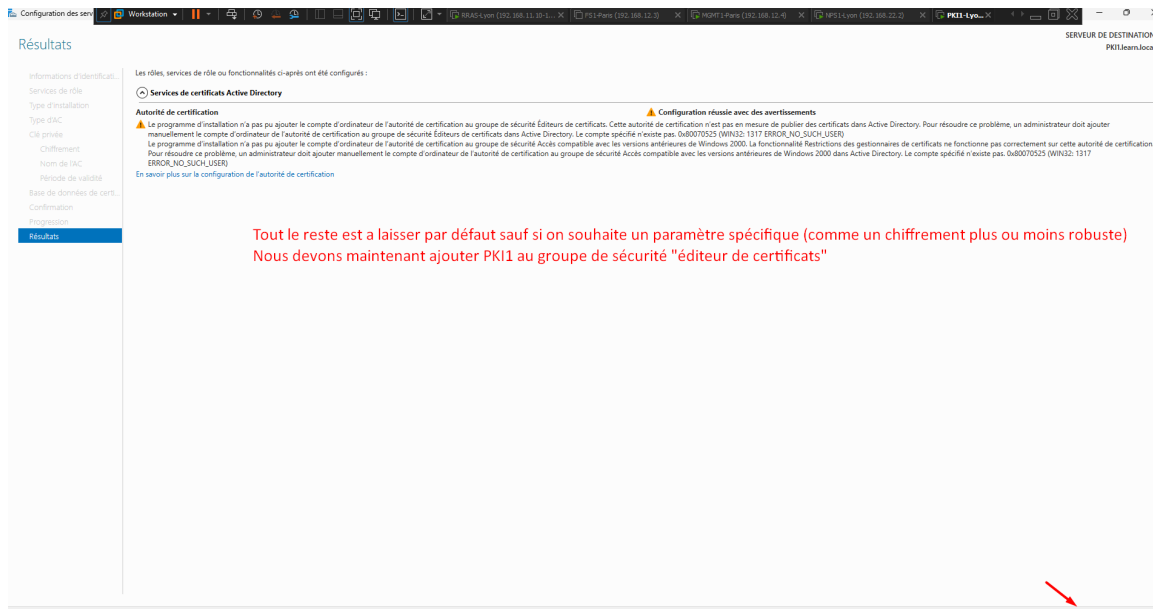 Configuration des serv
Workstation
RRAS-Lyon (192.168.11.10-1...
FS1-Paris (192.168.12.3)
MGMT1-Paris (192.168.12.4)
NPS1-Lyon (192.168.22.2)
PKI1-Lyo...
Résultats
SERVEUR DE DESTINATION
PKI1.learn.loca
Informations d'identificati...
Services de rôle
Type d'installation
Type d'AC
Clé privée
Chiffrement
Nom de l'AC
Période de validité
Base de données de certi...
Confirmation
Progression
Résultats
Les rôles, services de rôle ou fonctionnalités ci-après ont été configurés :
Services de certificats Active Directory
Autorité de certification
Configuration réussie avec des avertissements
Le programme d'installation n'a pas pu ajouter le compte d'ordinateur de l'autorité de certification au groupe de sécurité Éditeurs de certificats. Cette autorité de certification n'est pas en mesure de publier des certificats dans Active Directory. Pour résoudre ce problème, un administrateur doit ajouter
manuellement le compte d'ordinateur de l'autorité de certification au groupe de sécurité Éditeurs de certificats dans Active Directory. Le compte spécifié n'existe pas. 0x80070525 (WIN32: 1317 ERROR_NO_SUCH_USER)
Le programme d'installation n'a pas pu ajouter le compte d'ordinateur de l'autorité de certification au groupe de sécurité Accès compatible avec les versions antérieures de Windows 2000. La fonctionnalité Restrictions des gestionnaires de certificats ne fonctionne pas correctement sur cette autorité de certification
Pour résoudre ce problème, un administrateur doit ajouter manuellement le compte d'ordinateur de l'autorité de certification au groupe de sécurité Accès compatible avec les versions antérieures de Windows 2000 dans Active Directory. Le compte spécifié n'existe pas. 0x80070525 (WIN32: 1317
ERROR_NO_SUCH_USER)
En savoir plus sur la configuration de l'autorité de certification
Tout le reste est a laisser par défaut sauf si on souhaite un paramètre spécifique (comme un chiffrement plus ou moins robuste)
Nous devons maintenant ajouter PKI1 au groupe de sécurité "éditeur de certificats"